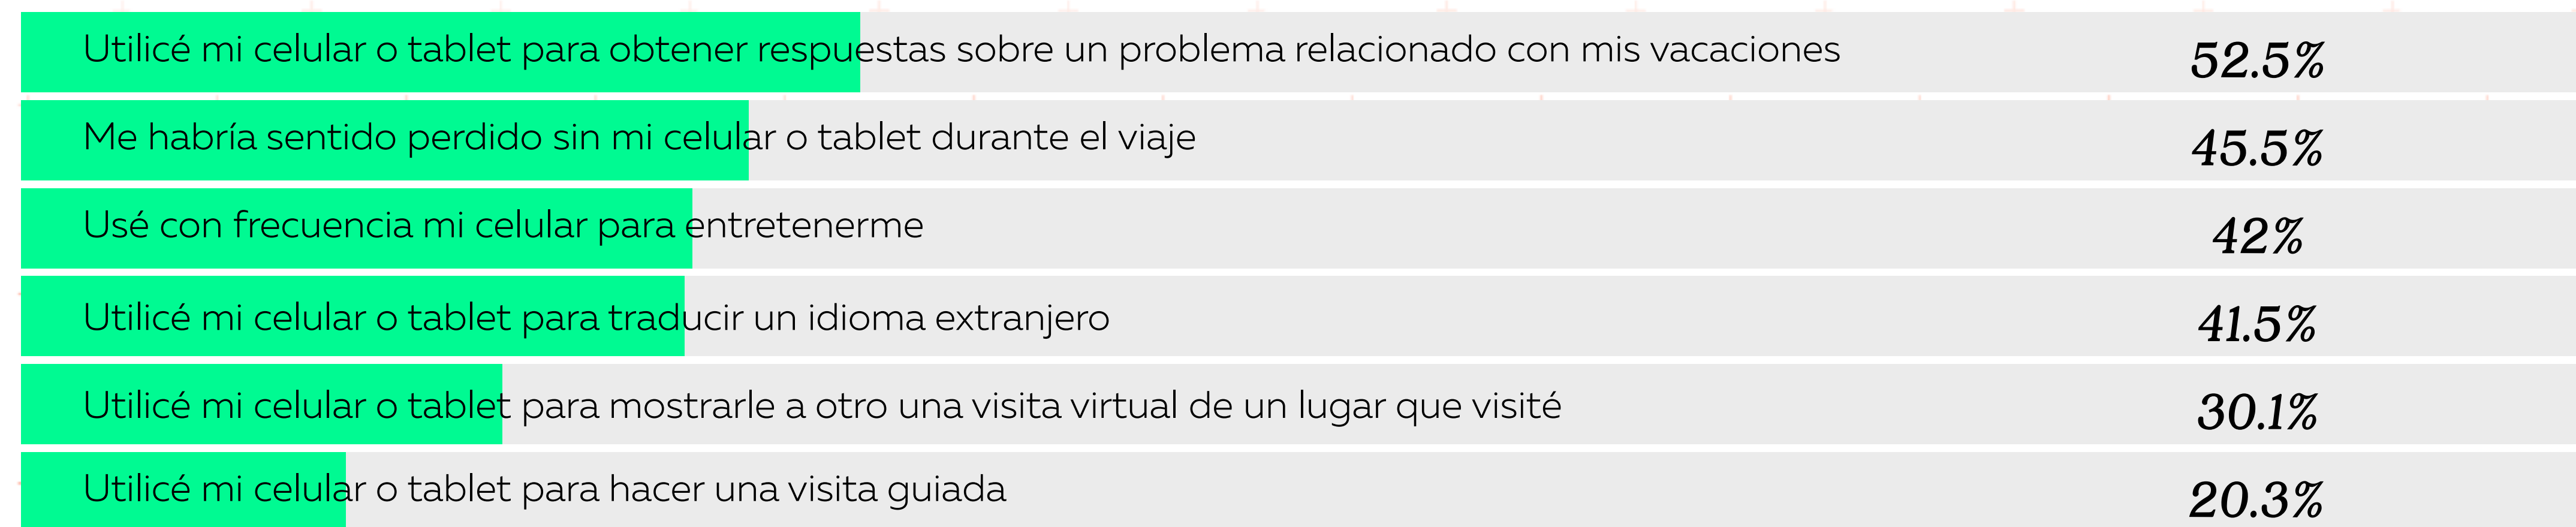 Utilicé mi celular o tablet para obtener respuestas sobre un problema relacionado con mis vacaciones 52.5%
Me habría sentido perdido sin mi celular o tablet durante el viaje 45.5%
Usé con frecuencia mi celular para entretenerme 42%
Utilicé mi celular o tablet para traducir un idioma extranjero 41.5%
Utilicé mi celular o tablet para mostrarle a otro una visita virtual de un lugar que visité 30.1%
Utilicé mi celular o tablet para hacer una visita guiada 20.3%